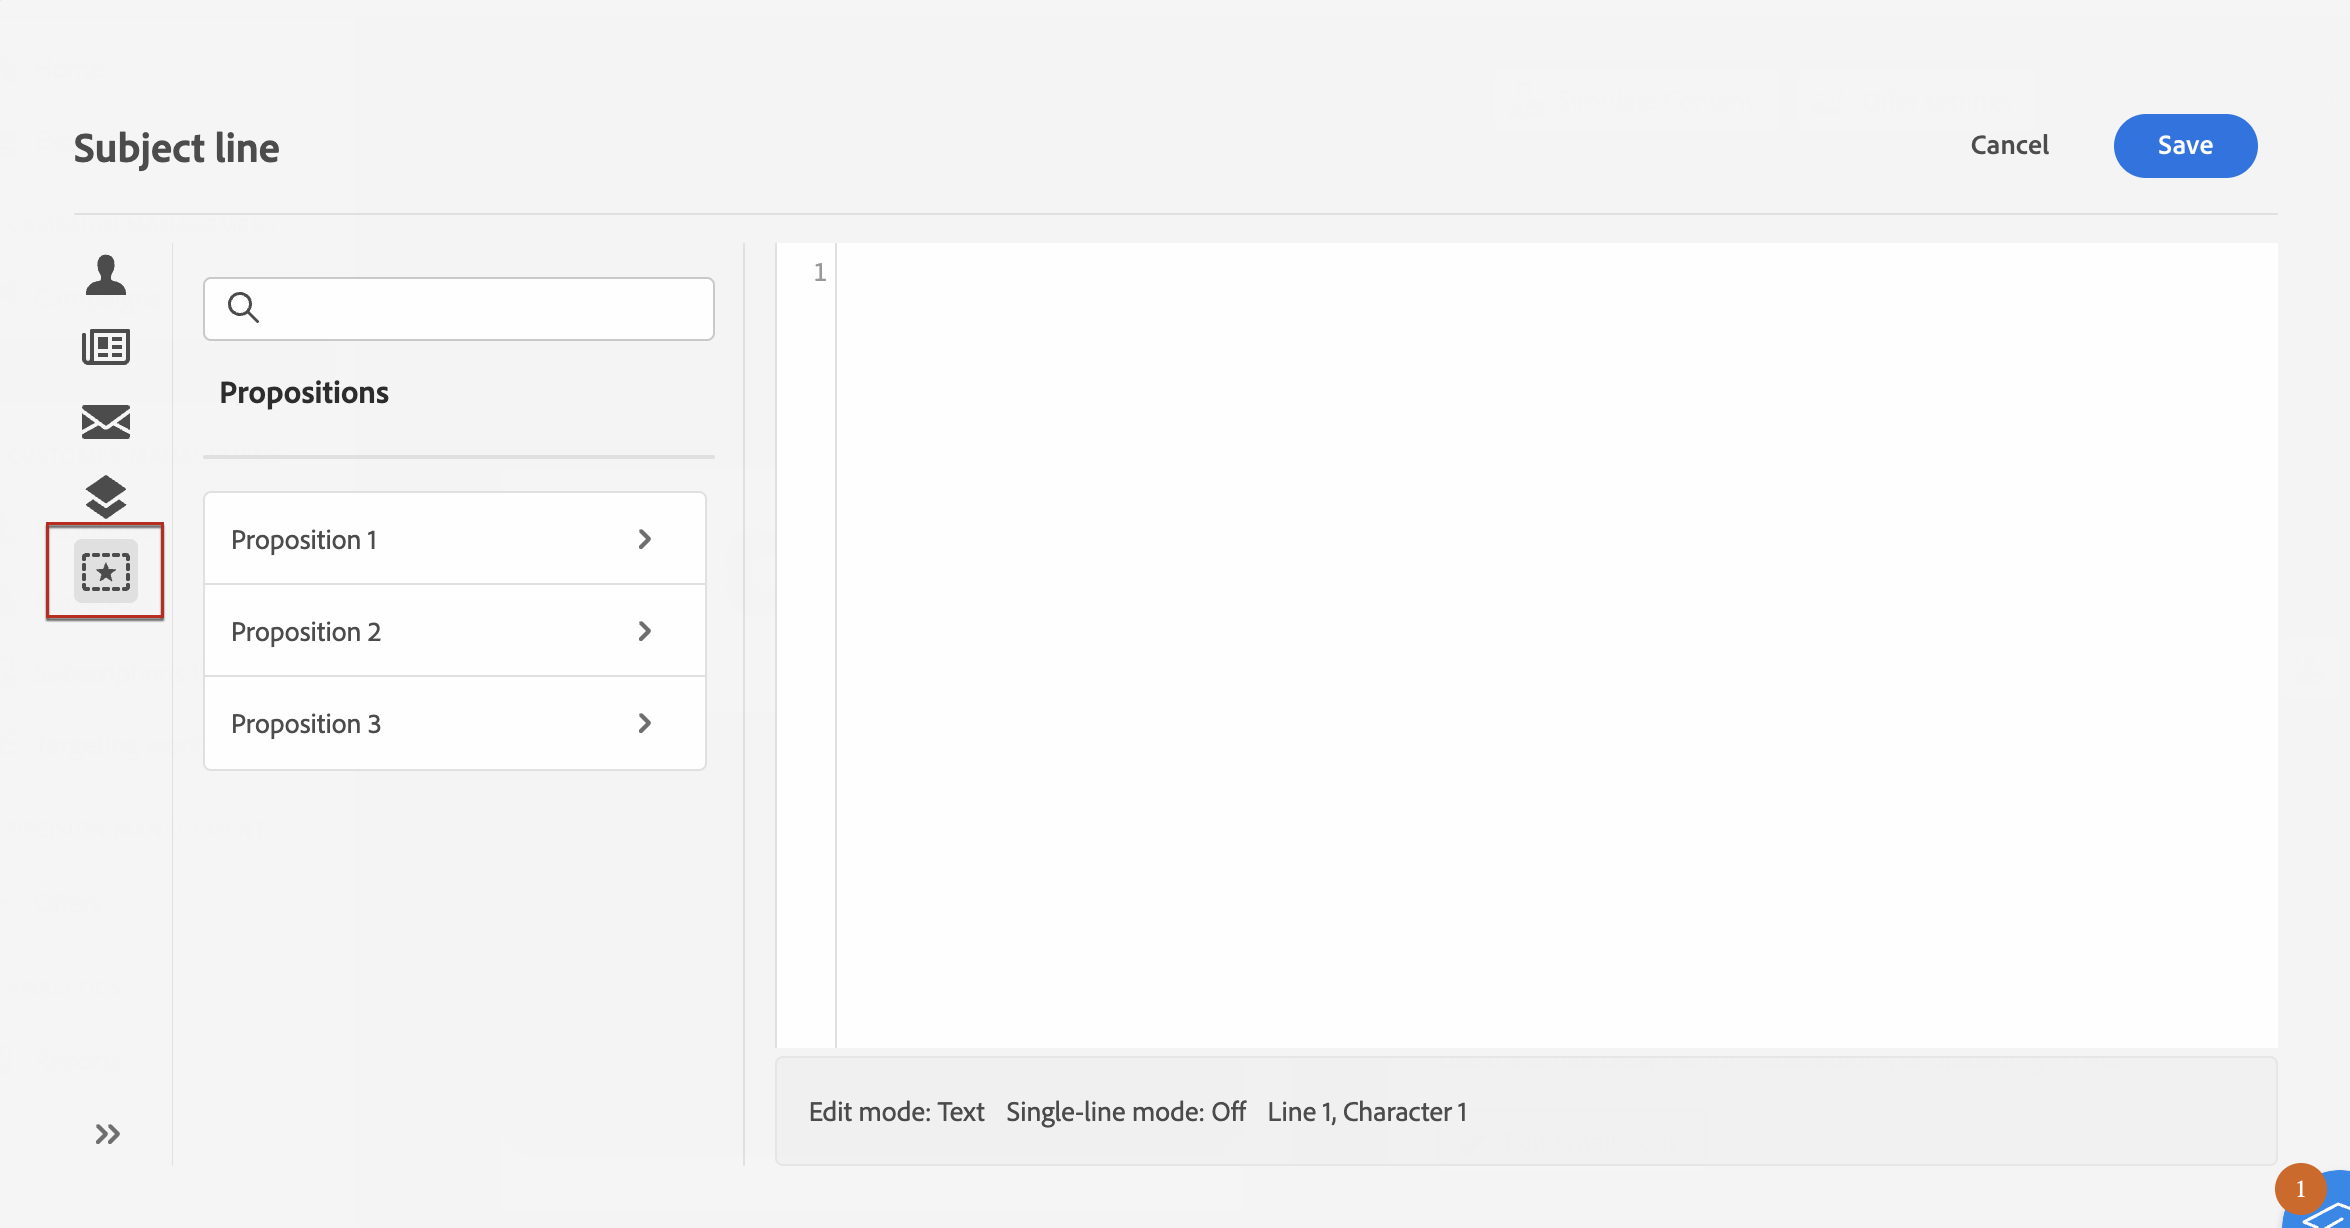 Subject line
Cancel
Save
Propositions
Proposition 1
Proposition 2
Proposition 3
1
Edit mode: Text Single-line mode: Off Line 1, Character 1
1